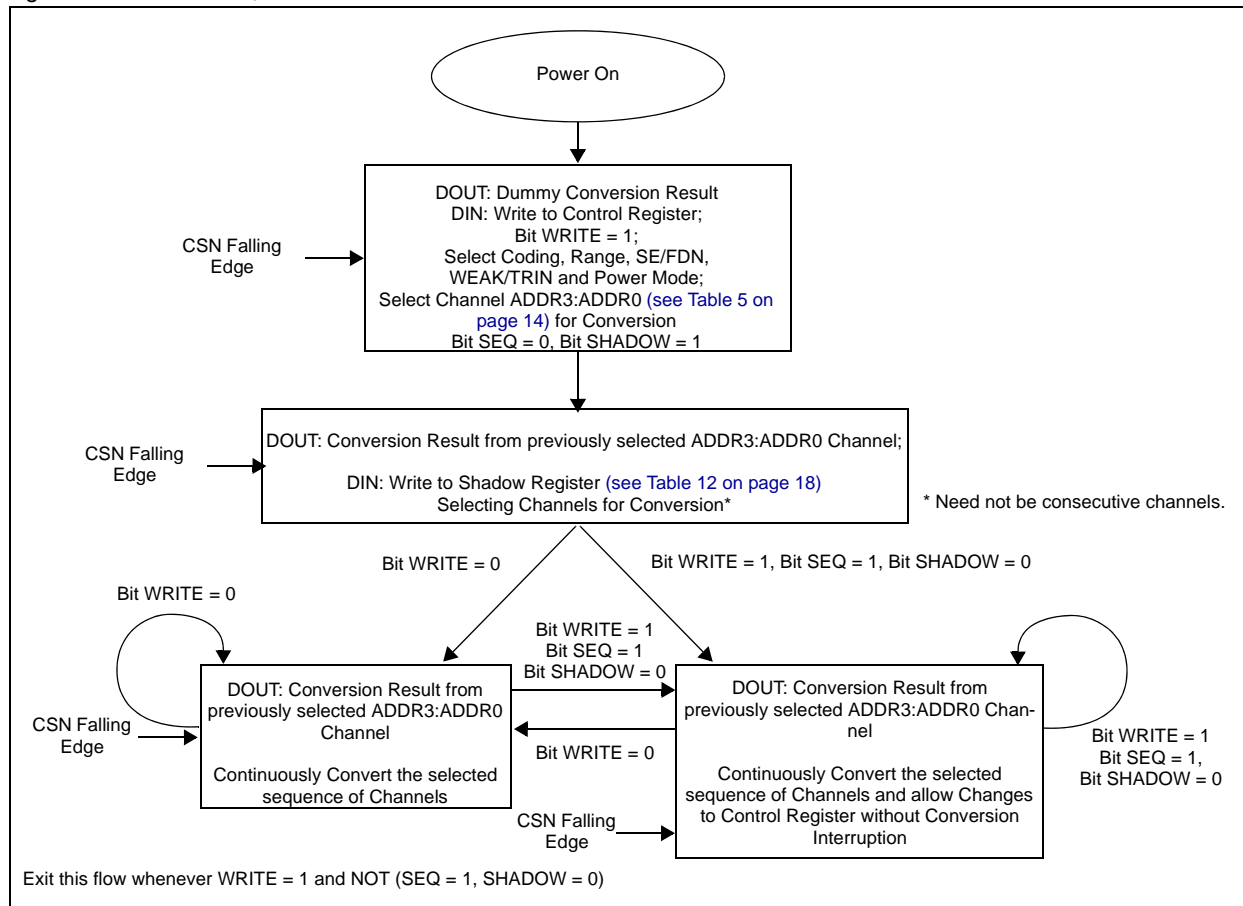 Power On
DOUT: Dummy Conversion Result
DIN: Write to Control Register;
Bit WRITE = 1;
Select Coding, Range, SE/FDN,
WEAK/TRIN and Power Mode;
Select Channel ADDR3:ADDR0 (see Table 5 on
page 14) for Conversion
Bit SEQ = 0, Bit SHADOW = 1
CSN Falling
Edge
DOUT: Conversion Result from previously selected ADDR3:ADDR0 Channel;
DIN: Write to Shadow Register (see Table 12 on page 18)
Selecting Channels for Conversion*
CSN Falling
Edge
* Need not be consecutive channels.
Bit WRITE = 0
Bit WRITE = 1, Bit SEQ = 1, Bit SHADOW = 0
Bit WRITE = 0
Bit WRITE = 1
Bit SEQ = 1
Bit SHADOW = 0
DOUT: Conversion Result from
previously selected ADDR3:ADDR0
Channel
Continuously Convert the selected
sequence of Channels
CSN Falling
Edge
Bit WRITE = 0
DOUT: Conversion Result from
previously selected ADDR3:ADDR0 Chan-
nel
Continuously Convert the selected
sequence of Channels and allow Changes
to Control Register without Conversion
Interruption
Bit WRITE = 1
Bit SEQ = 1,
Bit SHADOW = 0
CSN Falling
Edge
Exit this flow whenever WRITE = 1 and NOT (SEQ = 1, SHADOW = 0)